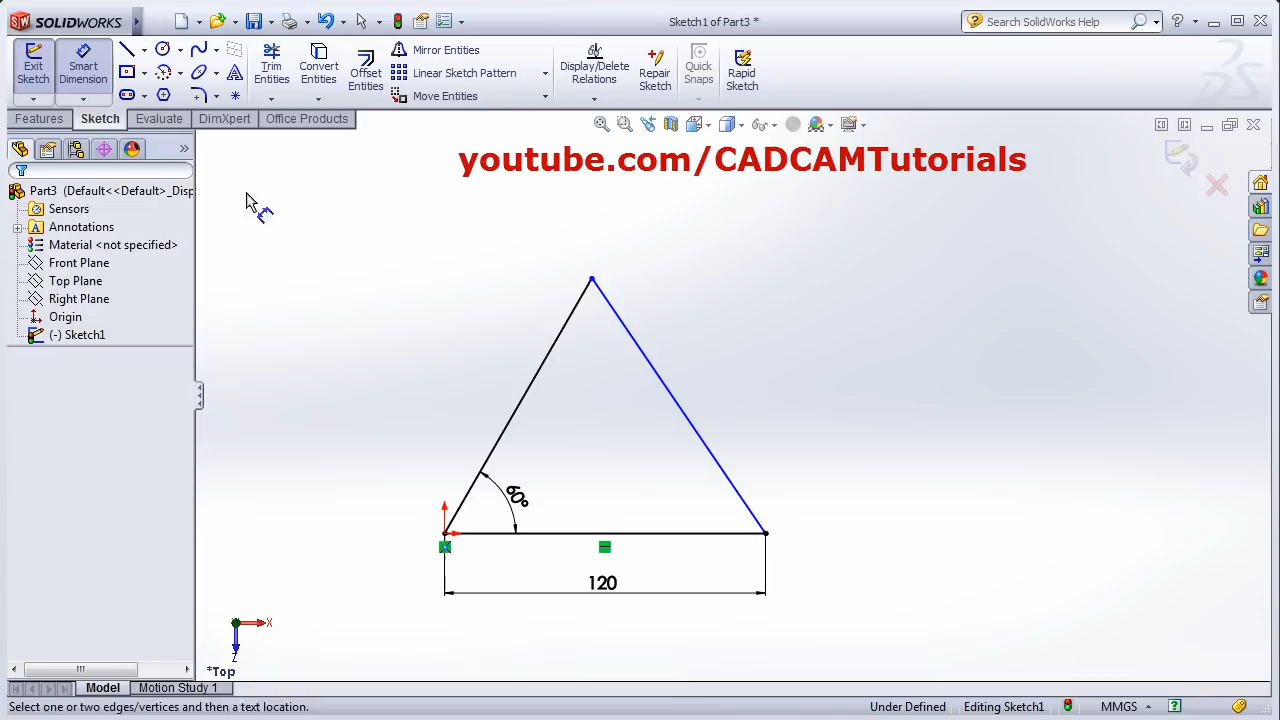 SOLIDWORKS
Sketch1 of Part3 *
Search SolidWorks Help
Exit Sketch
Smart Dimension
Trim Entities
Convert Entities
Offset Entities
Mirror Entities
Linear Sketch Pattern
Move Entities
Display/Delete Relations
Repair Sketch
Quick Snaps
Rapid Sketch
Features
Sketch
Evaluate
DimXpert
Office Products
youtube.com/CADCAMTutorials
Part3 (Default<<Default>_Disp
Sensors
Annotations
Material <not specified>
Front Plane
Top Plane
Right Plane
Origin
(-) Sketch1
60°
120
X
Z
*Top
Model
Motion Study 1
Select one or two edges/vertices and then a text location.
Under Defined
Editing Sketch1
MMGS